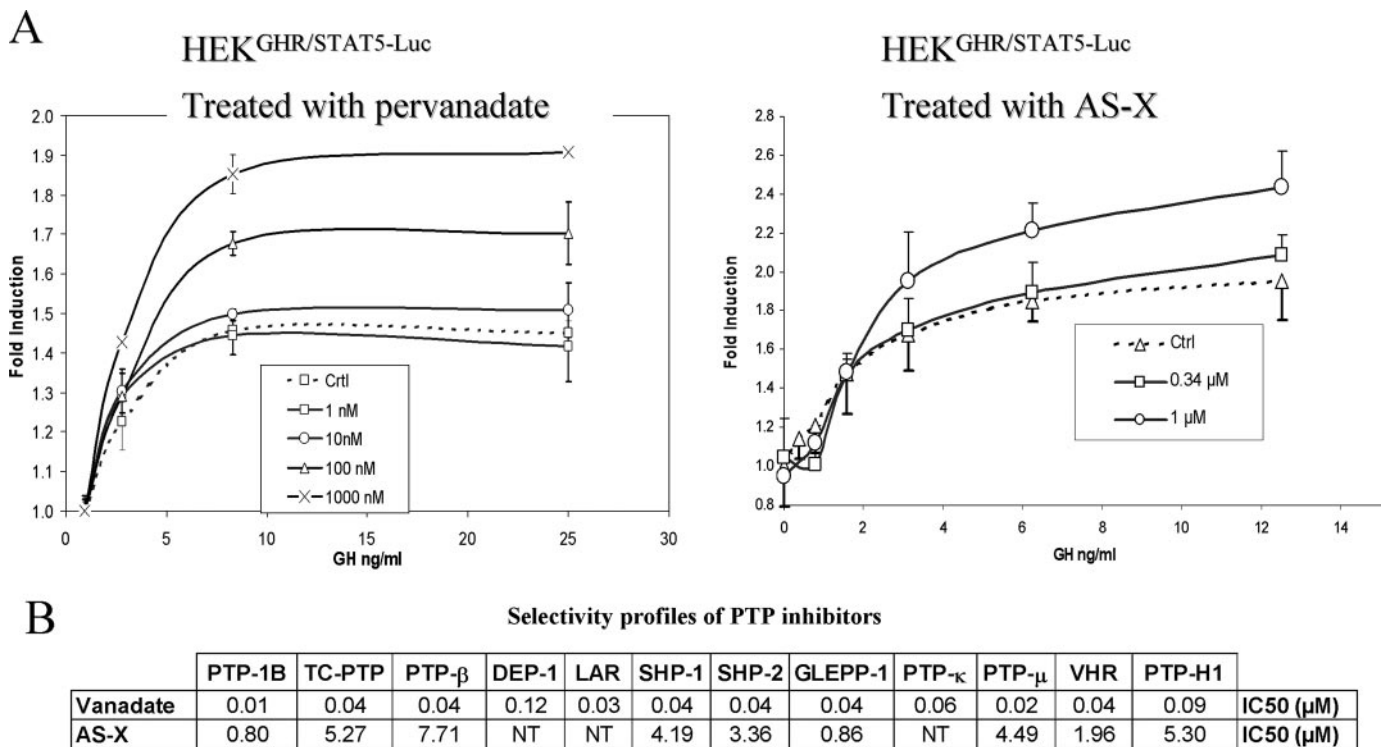 A
HEK^GHR/STAT5-Luc
Treated with pervanadate
2.0
1.9
1.8
1.7
1.6
1.5
1.4
1.3
1.2
1.1
1.0
Fold Induction
0 5 10 15 20 25 30
GH ng/ml
Crtl
1 nM
10nM
100 nM
1000 nM
HEK^GHR/STAT5-Luc
Treated with AS-X
2.8
2.6
2.4
2.2
2.0
1.8
1.6
1.4
1.2
1.0
0.8
Fold Induction
0 2 4 6 8 10 12 14
GH ng/ml
Ctrl
0.34 µM
1 µM
B
Selectivity profiles of PTP inhibitors
PTP-1B TC-PTP PTP-β DEP-1 LAR SHP-1 SHP-2 GLEPP-1 PTP-κ PTP-μ VHR PTP-H1
Vanadate 0.01 0.04 0.04 0.12 0.03 0.04 0.04 0.04 0.06 0.02 0.04 0.09 IC50 (µM)
AS-X 0.80 5.27 7.71 NT NT 4.19 3.36 0.86 NT 4.49 1.96 5.30 IC50 (µM)